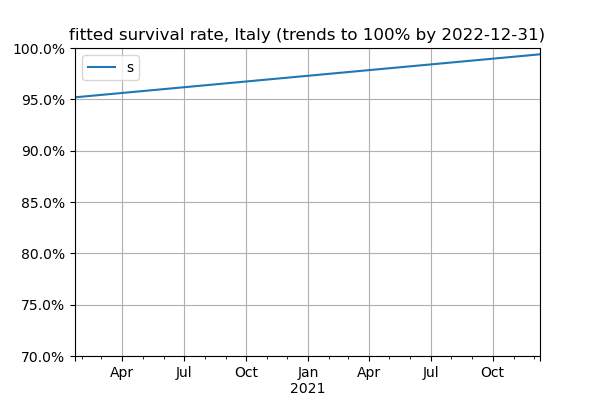 fitted survival rate, Italy (trends to 100% by 2022-12-31)
100.0%
s
95.0%
90.0%
85.0%
80.0%
75.0%
70.0%
Apr Jul Oct Jan Apr Jul Oct
2021